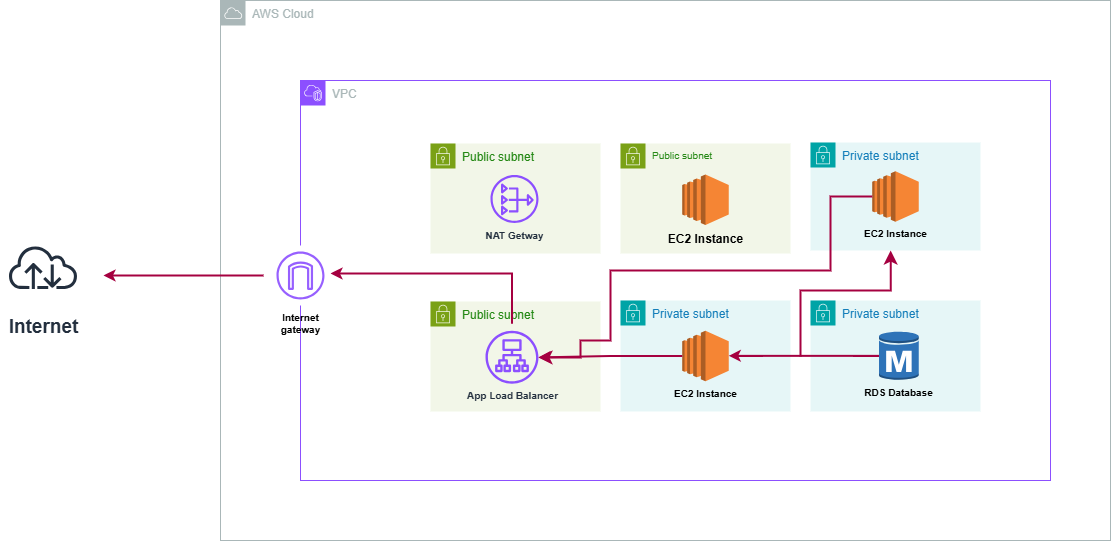 AWS Cloud
VPC
Public subnet
NAT Getway
Public subnet
EC2 Instance
Private subnet
EC2 Instance
Internet
Internet
gateway
Public subnet
App Load Balancer
Private subnet
EC2 Instance
Private subnet
M
RDS Database